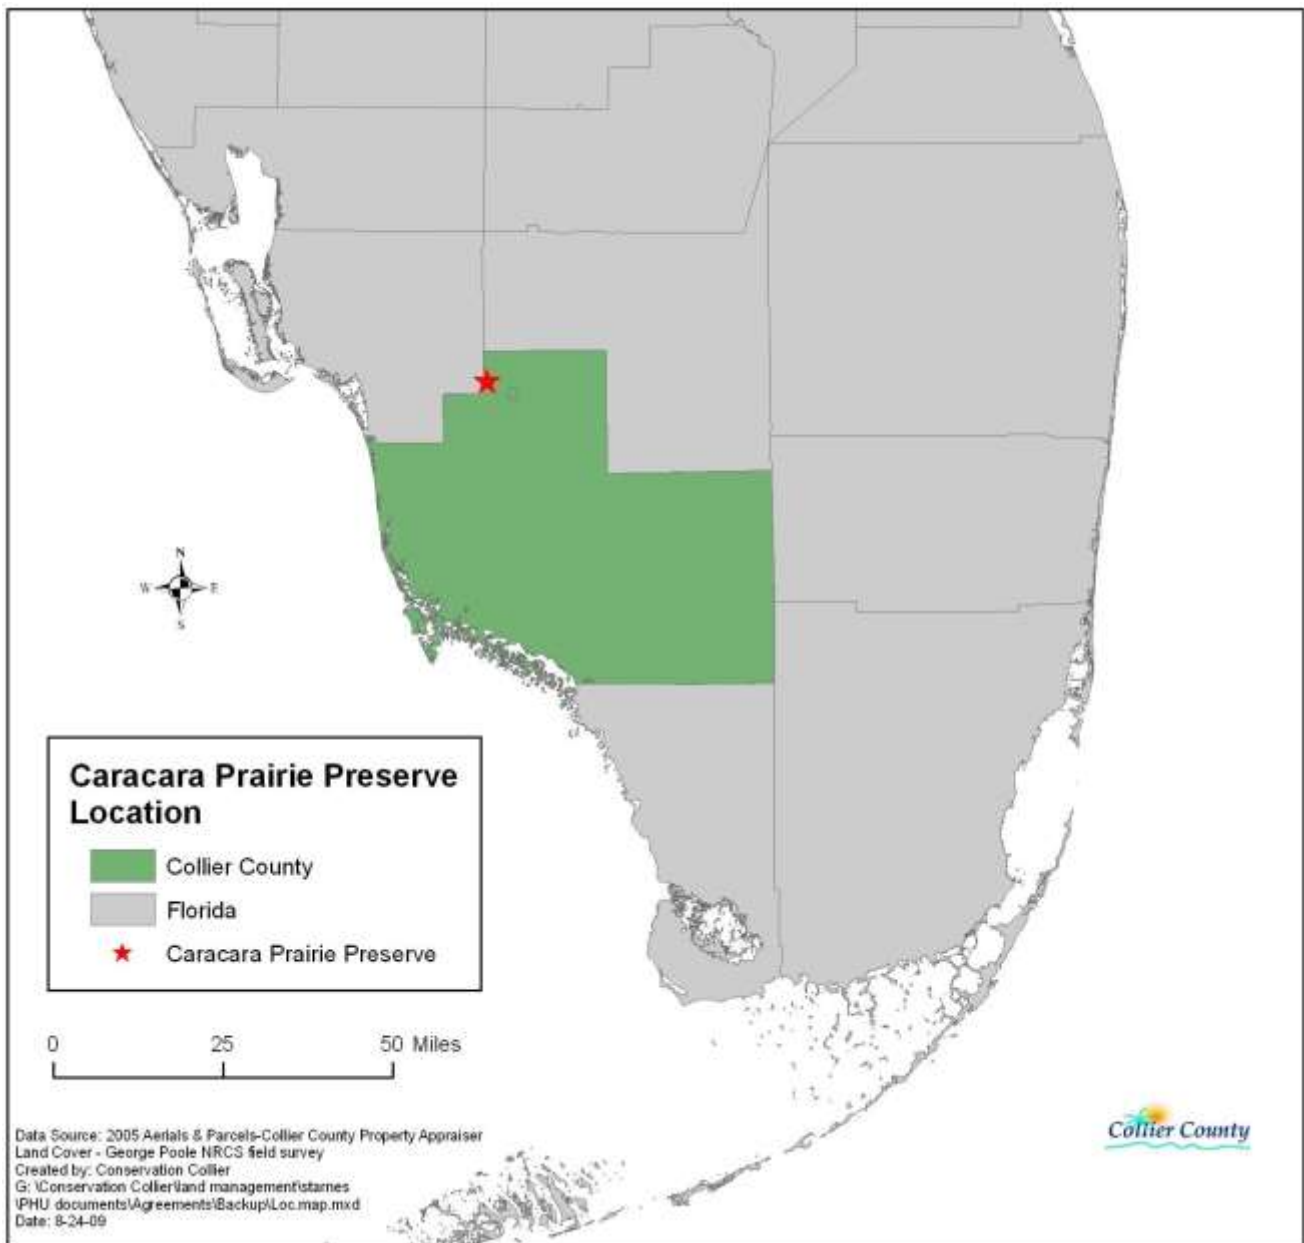 N
W E
S
Caracara Prairie Preserve
Location
Collier County
Florida
Caracara Prairie Preserve
0 25 50 Miles
Data Source: 2005 Aerials & Parcels-Collier County Property Appraiser
Land Cover - George Poole NRCS field survey
Created by: Conservation Collier
G: \Conservation Collier\land management\starnes
\PHU documents\Agreements\Backup\Loc.map.mxd
Date: 8-24-09
Collier County